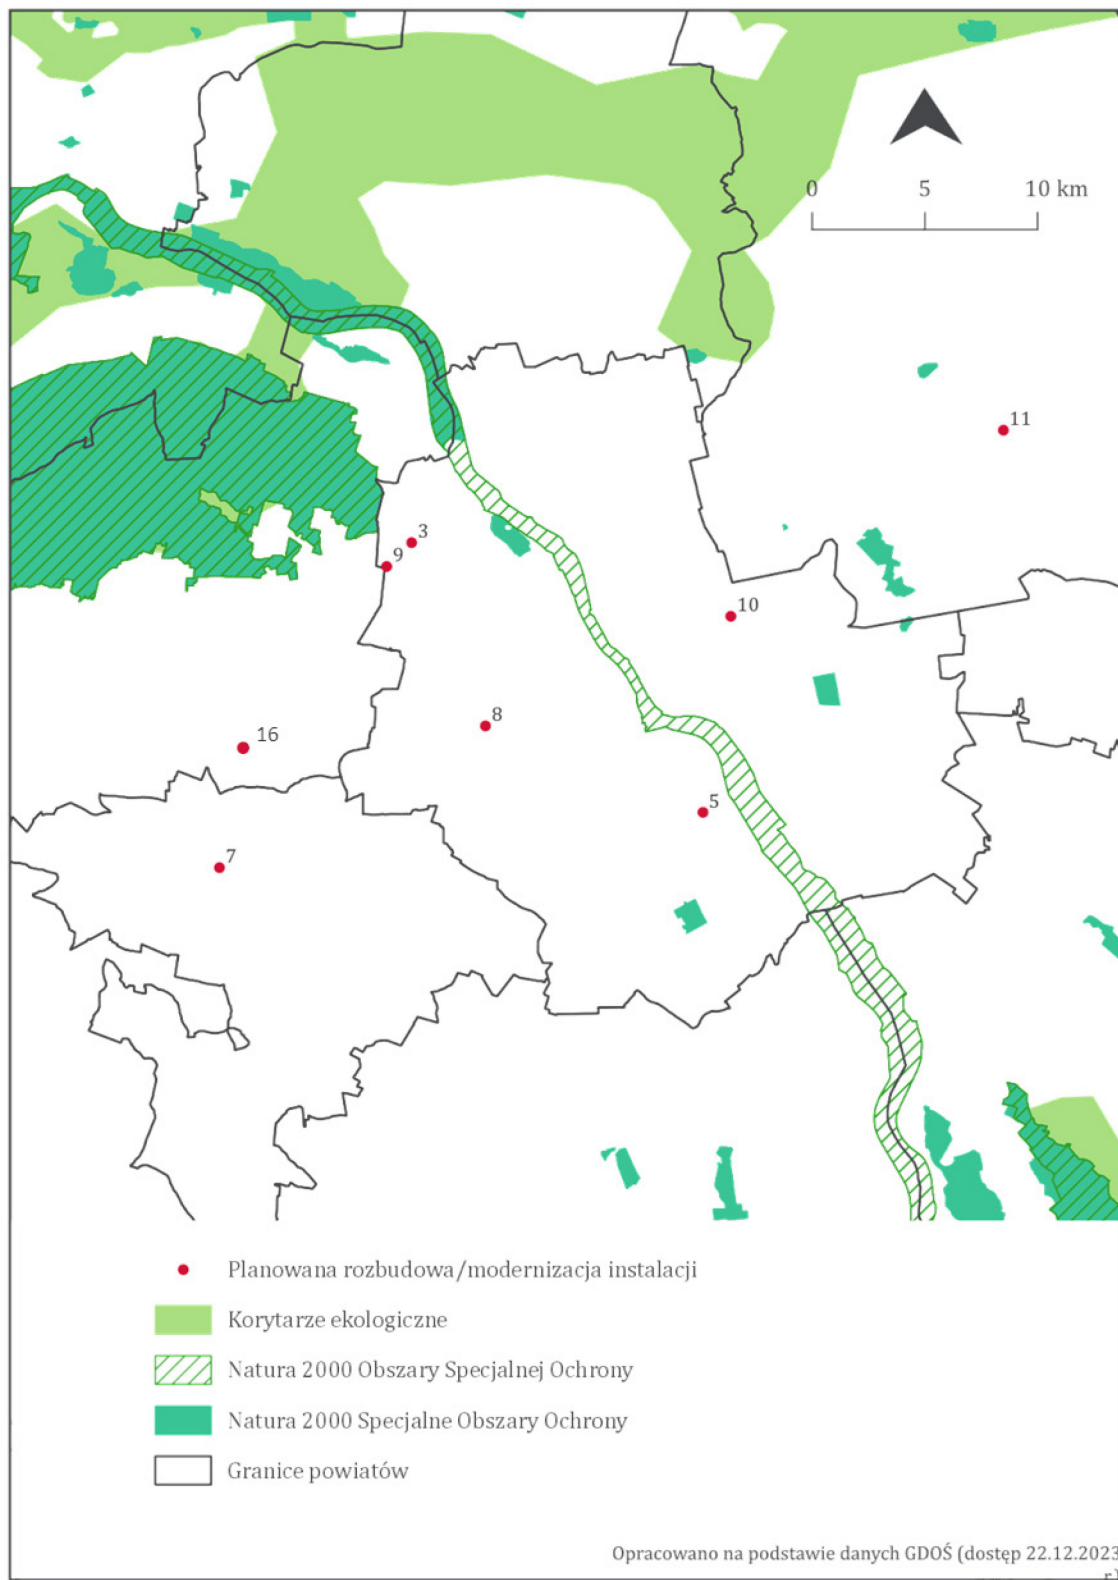 0 5 10 km
11
3
9
10
8
16
5
7
Planowana rozbudowa/modernizacja instalacji
Korytarze ekologiczne
Natura 2000 Obszary Specjalnej Ochrony
Natura 2000 Specjalne Obszary Ochrony
Granice powiatów
Opracowano na podstawie danych GDOŚ (dostęp 22.12.2023
r.)